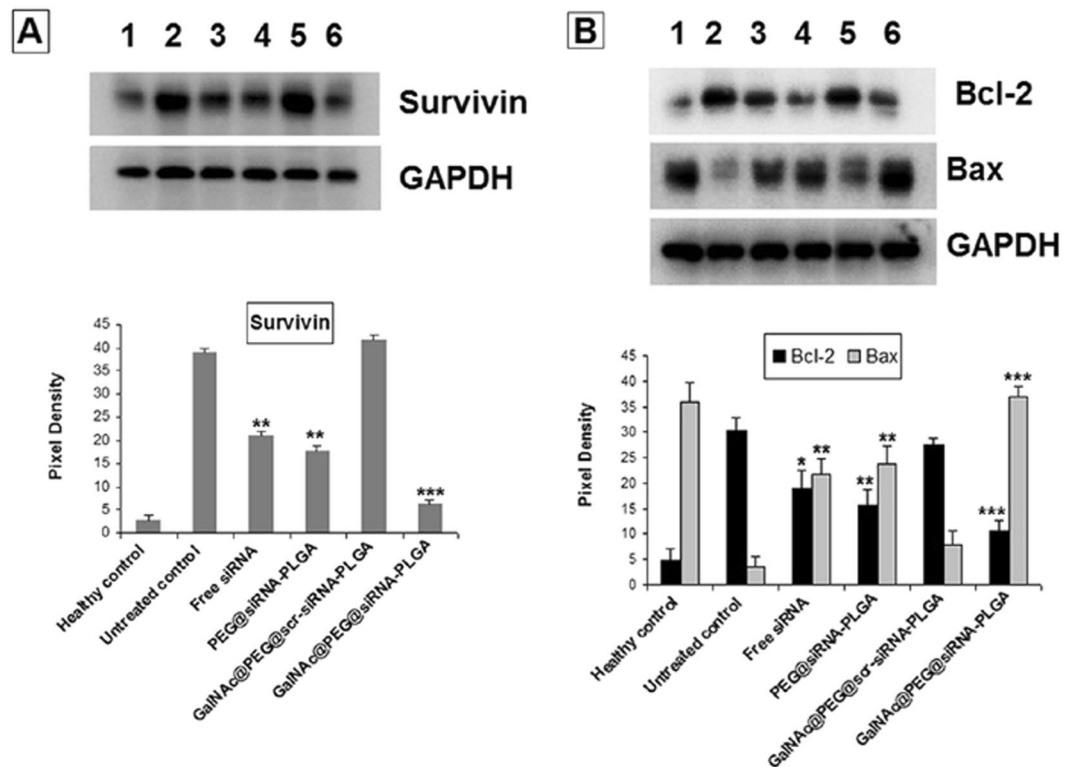 A
1 2 3 4 5 6
Survivin
GAPDH
Survivin
Pixel Density
45
40
35
30
25
20
15
10
5
0
**
**
***
Healthy control
Untreated control
Free siRNA
PEG@siRNA-PLGA
GalNAc@PEG@scr-siRNA-PLGA
GalNAc@PEG@siRNA-PLGA
B
1 2 3 4 5 6
Bcl-2
Bax
GAPDH
Bcl-2 Bax
Pixel Density
45
40
35
30
25
20
15
10
5
0
*
**
**
**
***
***
Healthy control
Untreated control
Free siRNA
PEG@siRNA-PLGA
GalNAc@PEG@scr-siRNA-PLGA
GalNAc@PEG@siRNA-PLGA